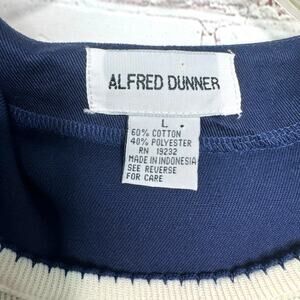 ALFRED DUNNER
L
60% COTTON
40% POLYESTER
RN 19232
MADE IN INDONESIA
SEE REVERSE
FOR CARE